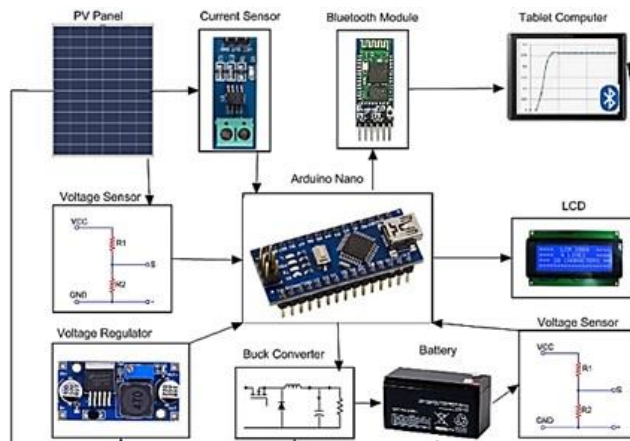 PV Panel
Current Sensor
Bluetooth Module
Tablet Computer
Arduino Nano
Voltage Sensor
VCC
R1
S
R2
GND
-
LCD
Voltage Regulator
470
Buck Converter
Battery
Voltage Sensor
VCC
R1
S
R2
GND
-